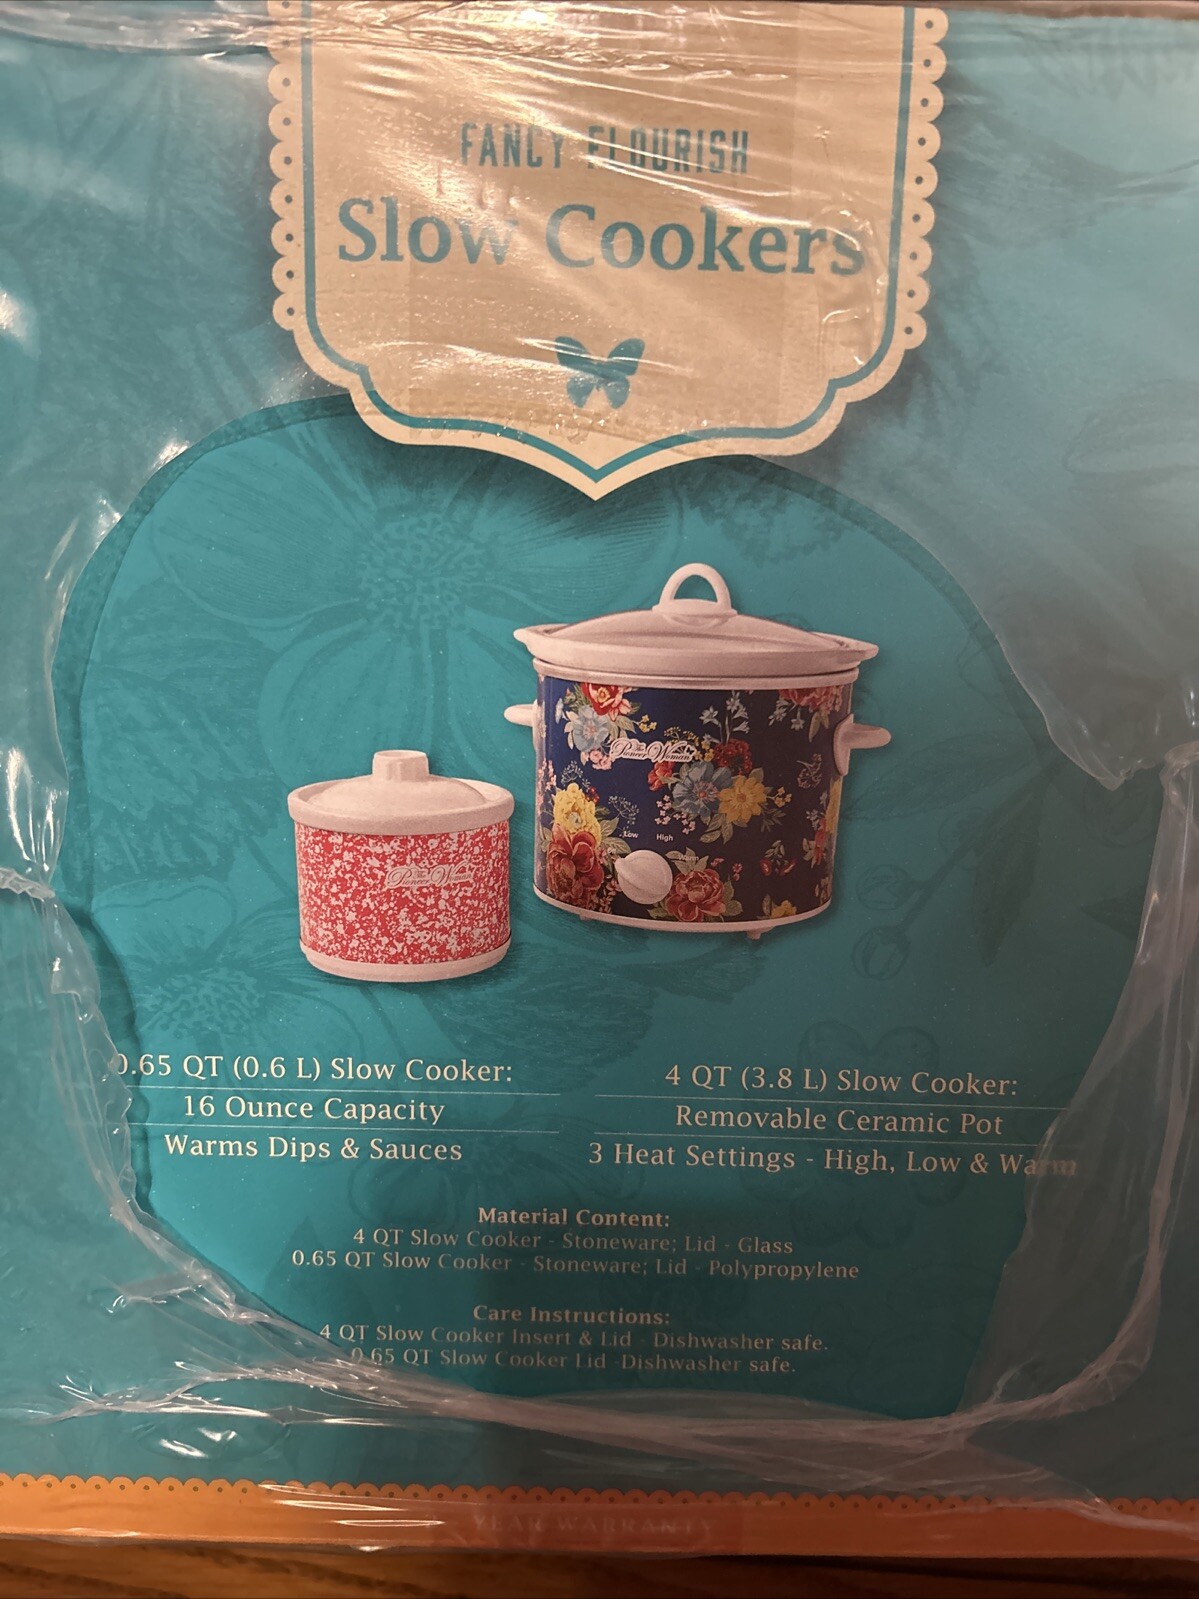 FANCY FLOURISH
Slow Cookers
The
Pioneer Woman
Low High
Warm
The
Pioneer Woman
0.65 QT (0.6 L) Slow Cooker:
16 Ounce Capacity
Warms Dips & Sauces
4 QT (3.8 L) Slow Cooker:
Removable Ceramic Pot
3 Heat Settings - High, Low & Warm
Material Content:
4 QT Slow Cooker - Stoneware; Lid - Glass
0.65 QT Slow Cooker - Stoneware; Lid - Polypropylene
Care Instructions:
4 QT Slow Cooker Insert & Lid - Dishwasher safe.
0.65 QT Slow Cooker Lid -Dishwasher safe.
YEAR WARRANTY